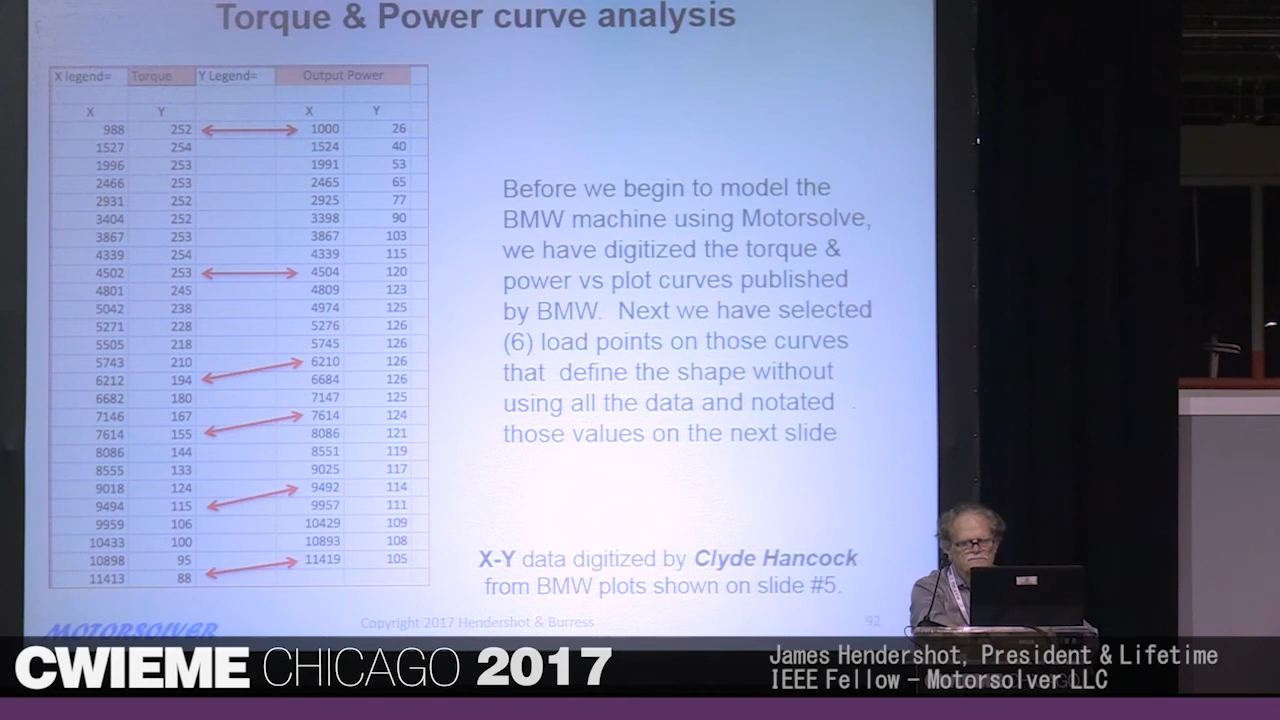 Torque & Power curve analysis
X legend= Torque Y Legend= Output Power
X Y X Y
988 252 1000 26
1527 254 1524 40
1996 253 1991 53
2466 253 2465 65
2931 252 2925 77
3404 252 3398 90
3867 253 3867 103
4339 254 4339 115
4502 253 4504 120
4801 245 4809 123
5042 238 4974 125
5271 228 5276 126
5505 218 5745 126
5743 210 6210 126
6212 194 6684 126
6682 180 7147 125
7146 167 7614 124
7614 155 8086 121
8086 144 8551 119
8555 133 9025 117
9018 124 9492 114
9494 115 9957 111
9959 106 10429 109
10433 100 10893 108
10898 95 11419 105
11413 88
Before we begin to model the
BMW machine using Motorsolve,
we have digitized the torque &
power vs plot curves published
by BMW. Next we have selected
(6) load points on those curves
that define the shape without
using all the data and notated
those values on the next slide
X-Y data digitized by Clyde Hancock
from BMW plots shown on slide #5.
MOTORSOLVER
Copyright 2017 Hendershot & Burress
92
CWIEME CHICAGO 2017
James Hendershot, President & Lifetime
IEEE Fellow – Motorsolver LLC